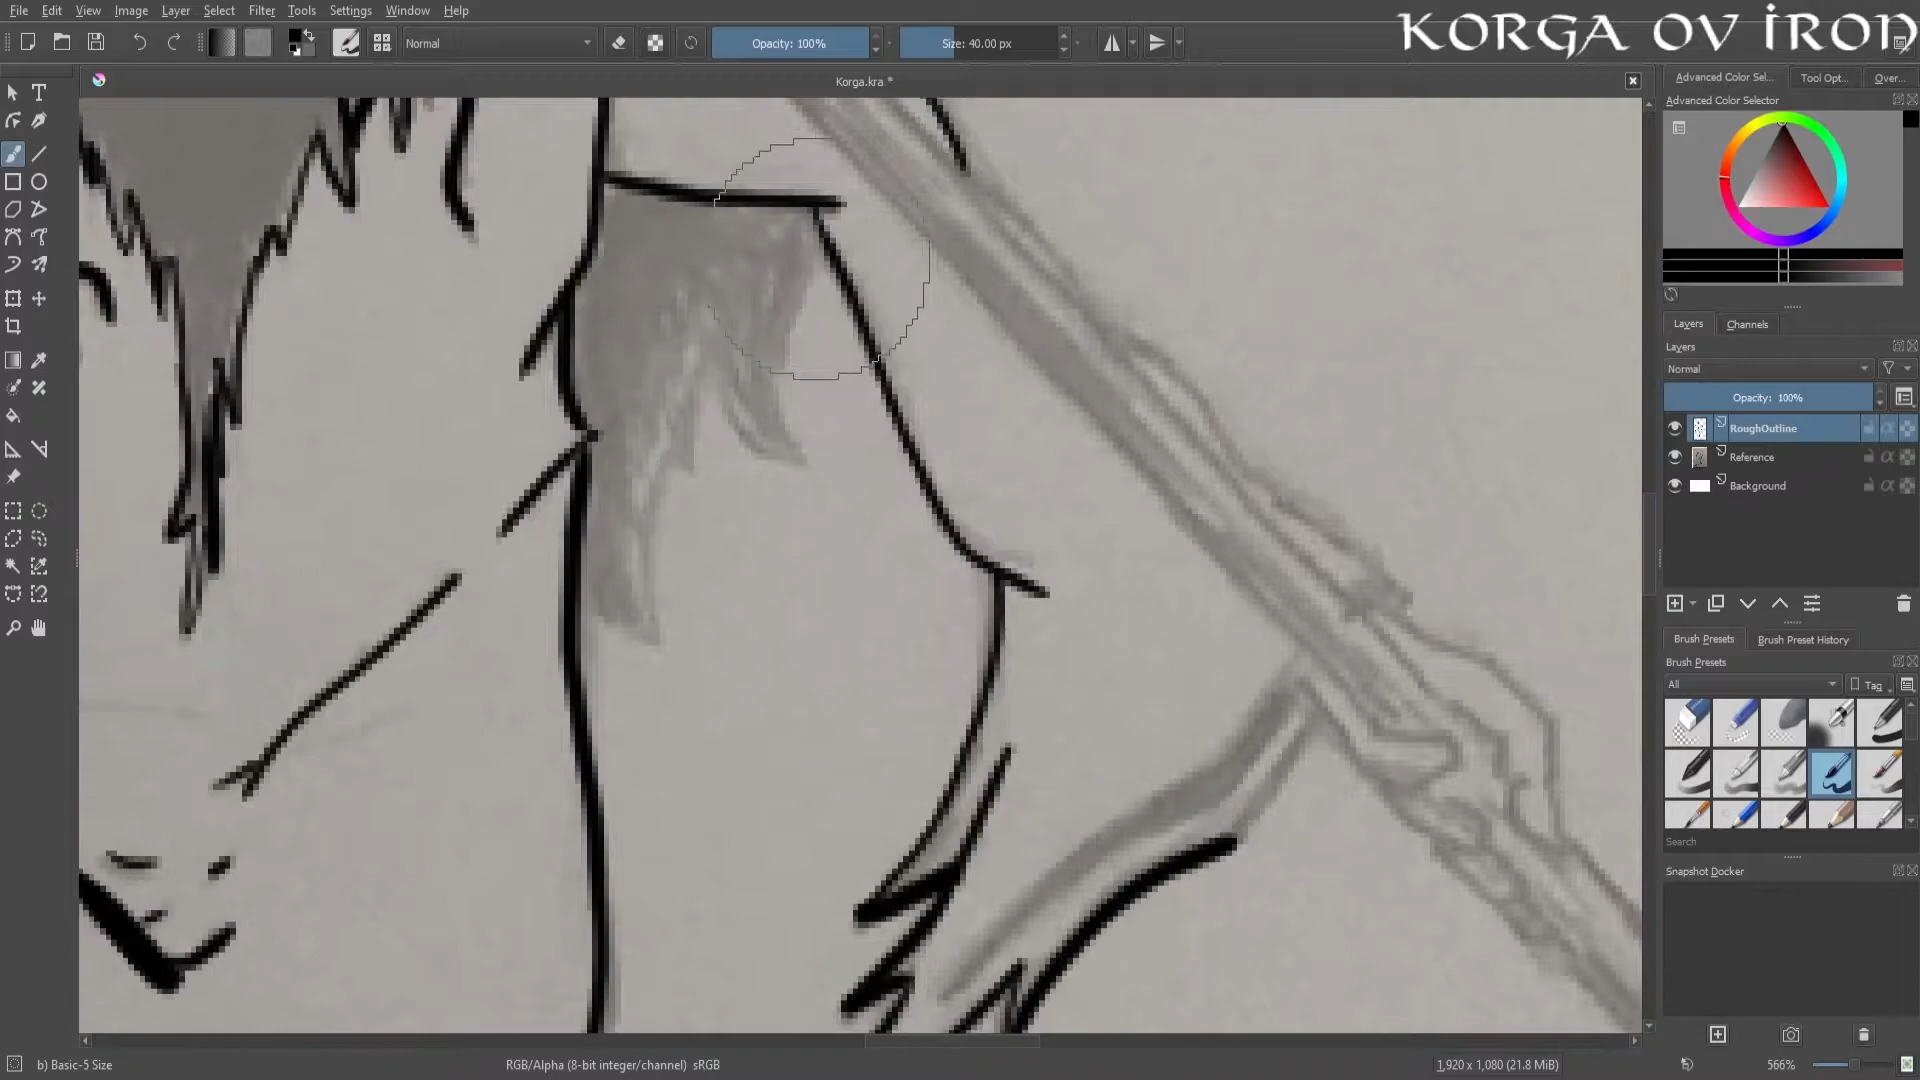 File Edit View Image Layer Select Filter Tools Settings Window Help
KORGA OV IRON
Normal
Opacity: 100%
Size: 40.00 px
Korga.kra *
Advanced Color Sel...
Tool Opt...
Over...
Advanced Color Selector
Layers
Channels
Layers
Normal
Opacity: 100%
RoughOutline
Reference
Background
Brush Presets
Brush Preset History
Brush Presets
All
Tag
Search
Snapshot Docker
b) Basic-5 Size
RGB/Alpha (8-bit integer/channel) sRGB
1,920 x 1,080 (21.8 MiB)
566%